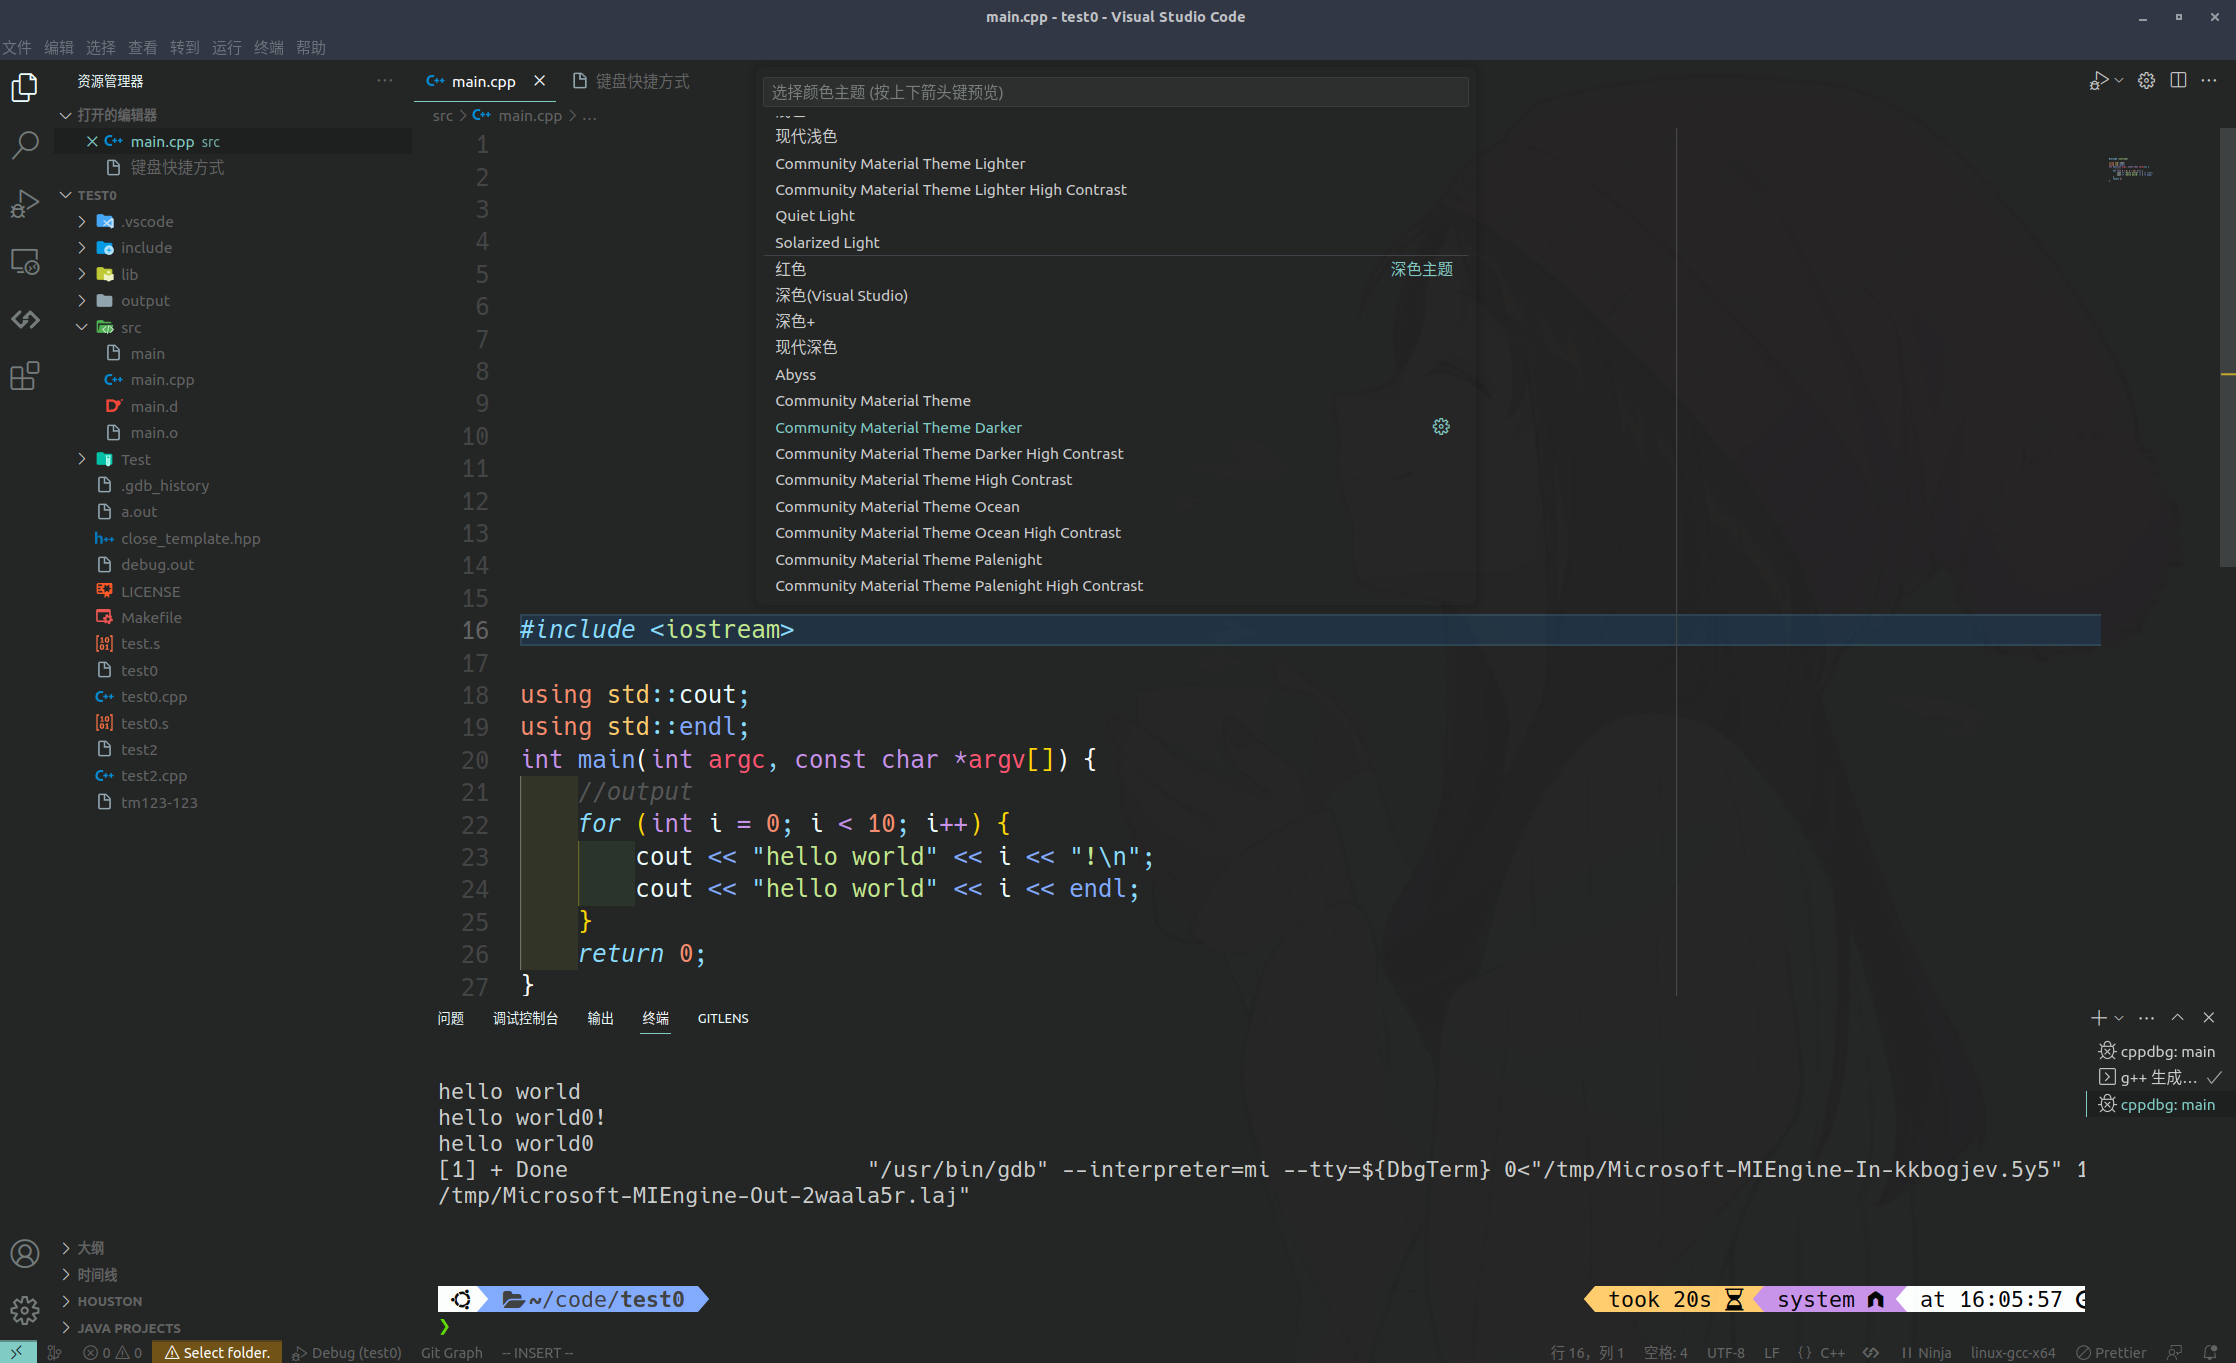 main.cpp - test0 - Visual Studio Code
文件 编辑 选择 查看 转到 运行 终端 帮助
资源管理器
打开的编辑器
main.cpp src
键盘快捷方式
TEST0
.vscode
include
lib
output
src
main
main.cpp
main.d
main.o
Test
.gdb_history
a.out
close_template.hpp
debug.out
LICENSE
Makefile
test.s
test0
test0.cpp
test0.s
test2
test2.cpp
tm123-123
大纲
时间线
HOUSTON
JAVA PROJECTS
main.cpp
键盘快捷方式
src > main.cpp > ...
选择颜色主题 (按上下箭头键预览)
现代浅色
Community Material Theme Lighter
Community Material Theme Lighter High Contrast
Quiet Light
Solarized Light
红色 深色主题
深色(Visual Studio)
深色+
现代深色
Abyss
Community Material Theme
Community Material Theme Darker
Community Material Theme Darker High Contrast
Community Material Theme High Contrast
Community Material Theme Ocean
Community Material Theme Ocean High Contrast
Community Material Theme Palenight
Community Material Theme Palenight High Contrast
1
2
3
4
5
6
7
8
9
10
11
12
13
14
15
16 #include <iostream>
17
18 using std::cout;
19 using std::endl;
20 int main(int argc, const char *argv[]) {
21 //output
22 for (int i = 0; i < 10; i++) {
23 cout << "hello world" << i << "!\n";
24 cout << "hello world" << i << endl;
25 }
26 return 0;
27 }
问题 调试控制台 输出 终端 GITLENS
hello world
hello world0!
hello world0
[1] + Done "/usr/bin/gdb" --interpreter=mi --tty=${DbgTerm} 0<"/tmp/Microsoft-MIEngine-In-kkbogjev.5y5" 1
/tmp/Microsoft-MIEngine-Out-2waala5r.laj"
~/code/test0
took 20s system at 16:05:57
❯
cppdbg: main
g++ 生成...
cppdbg: main
0 0 Select folder. Debug (test0) Git Graph -- INSERT --
行 16，列 1 空格: 4 UTF-8 LF {} C++ Ninja linux-gcc-x64 Prettier